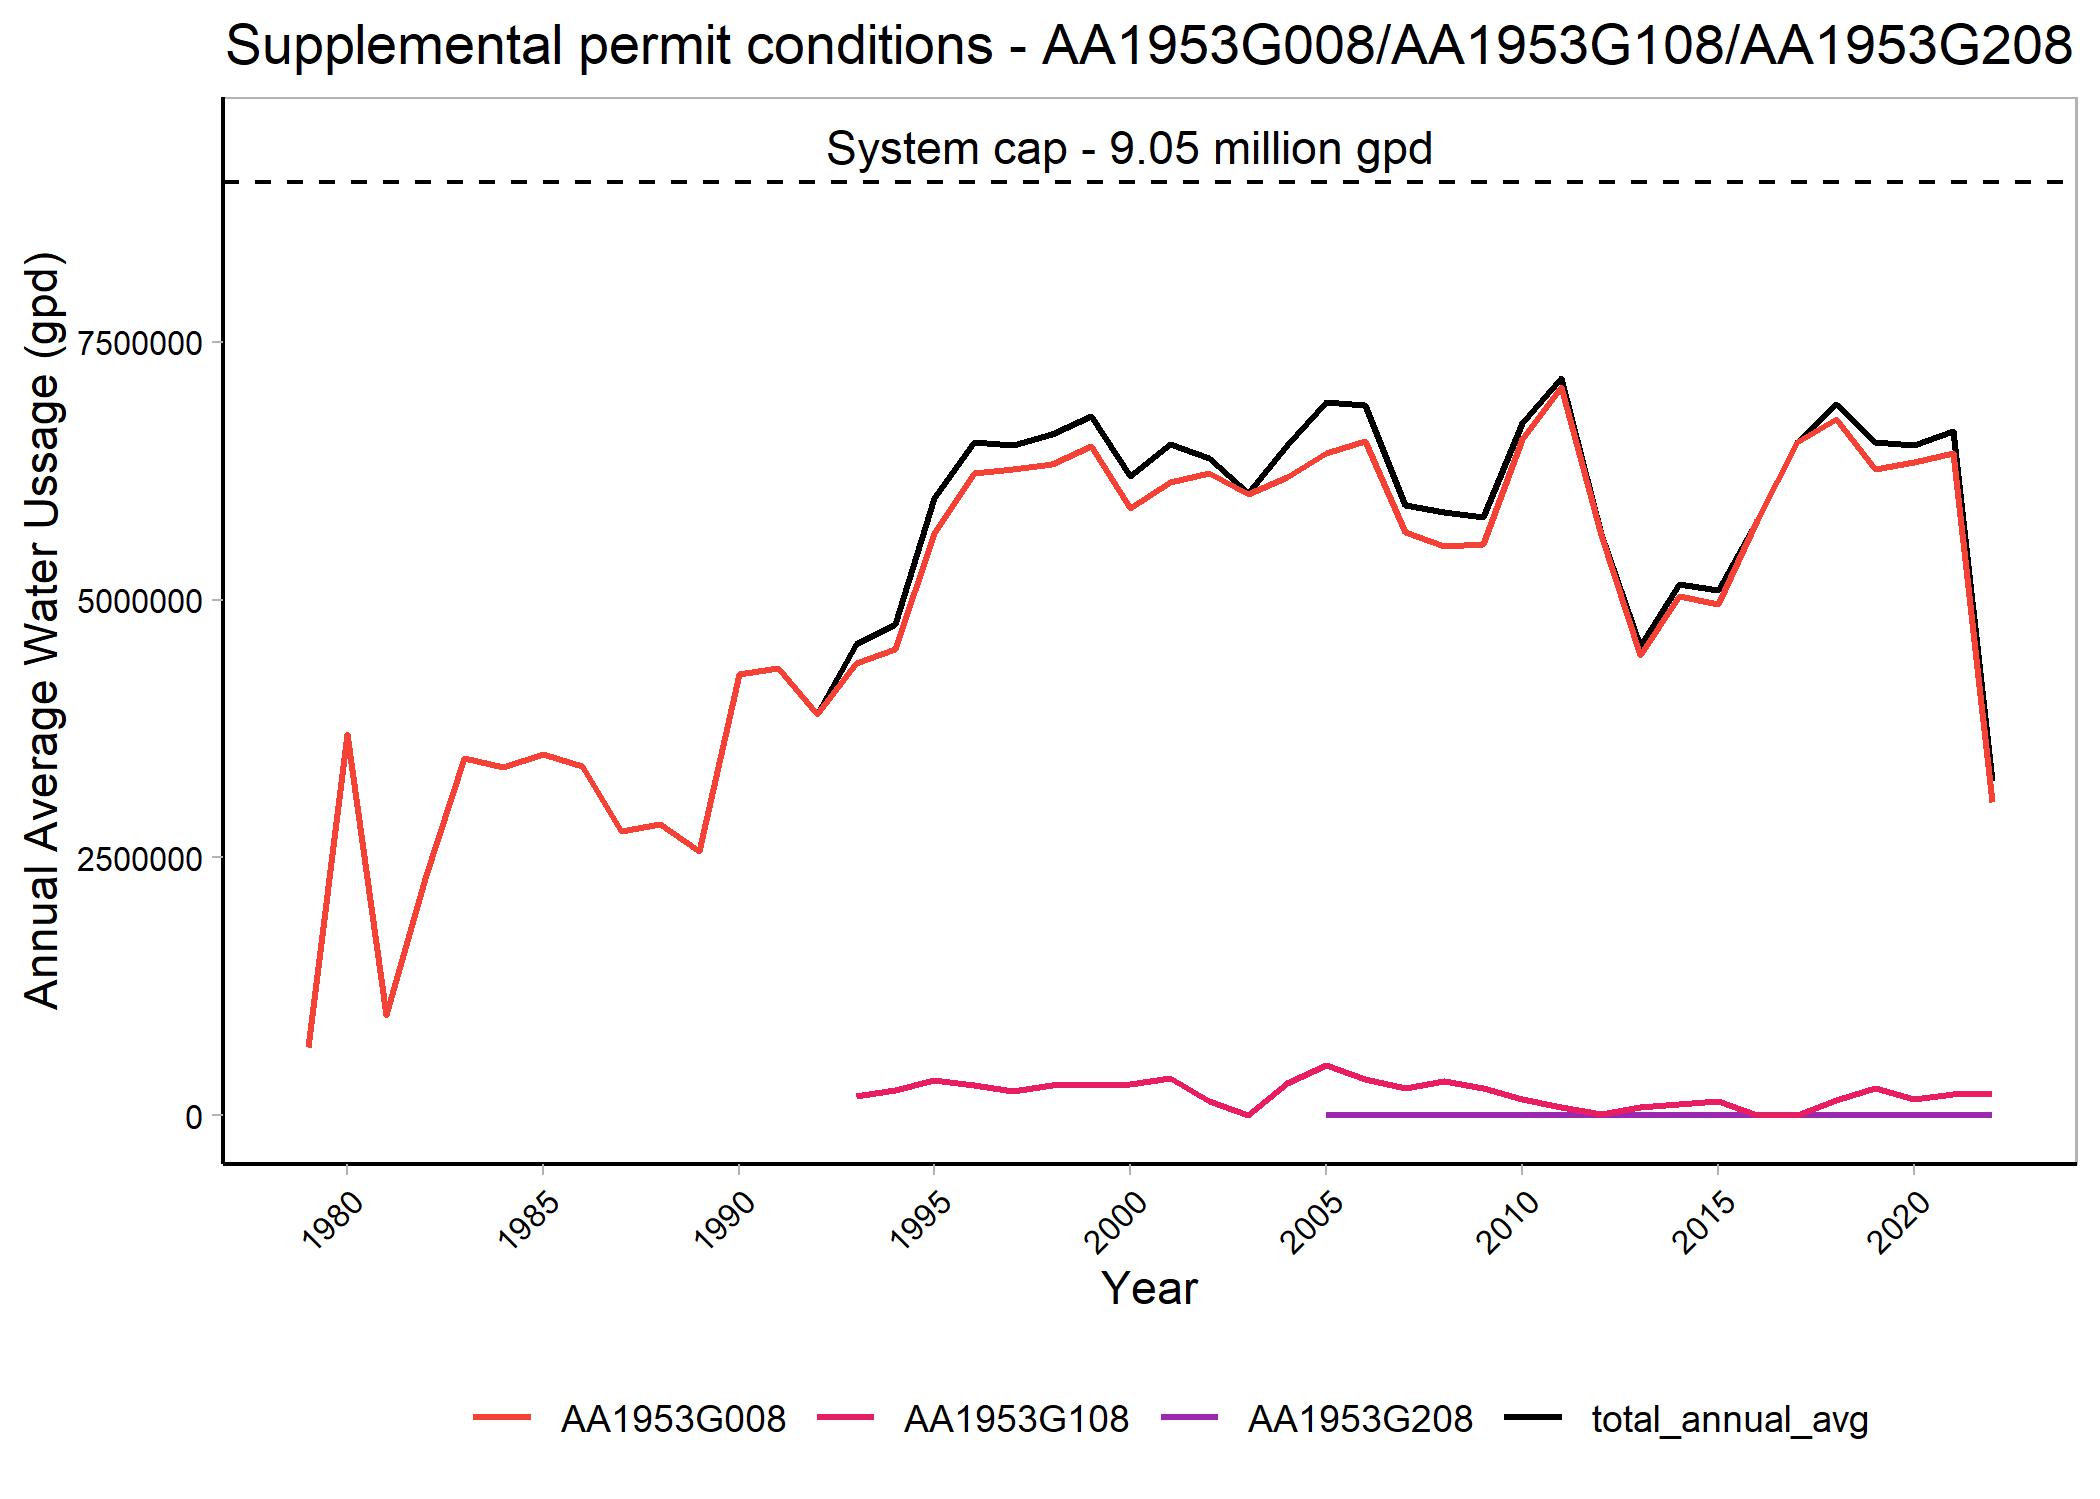 Supplemental permit conditions - AA1953G008/AA1953G108/AA1953G208
System cap - 9.05 million gpd
Annual Average Water Ussage (gpd)
7500000
5000000
2500000
0
1980
1985
1990
1995
2000
2005
2010
2015
2020
Year
AA1953G008
AA1953G108
AA1953G208
total_annual_avg